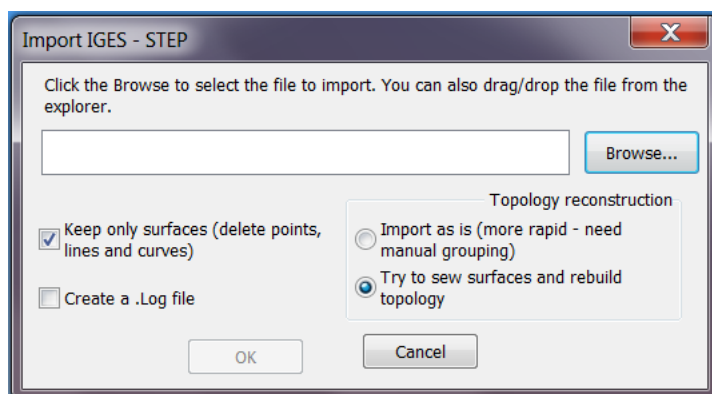 Import IGES - STEP
Click the Browse to select the file to import. You can also drag/drop the file from the
explorer.
Browse...
Topology reconstruction
Keep only surfaces (delete points,
lines and curves)
Import as is (more rapid - need
manual grouping)
Try to sew surfaces and rebuild
topology
Create a .Log file
OK
Cancel